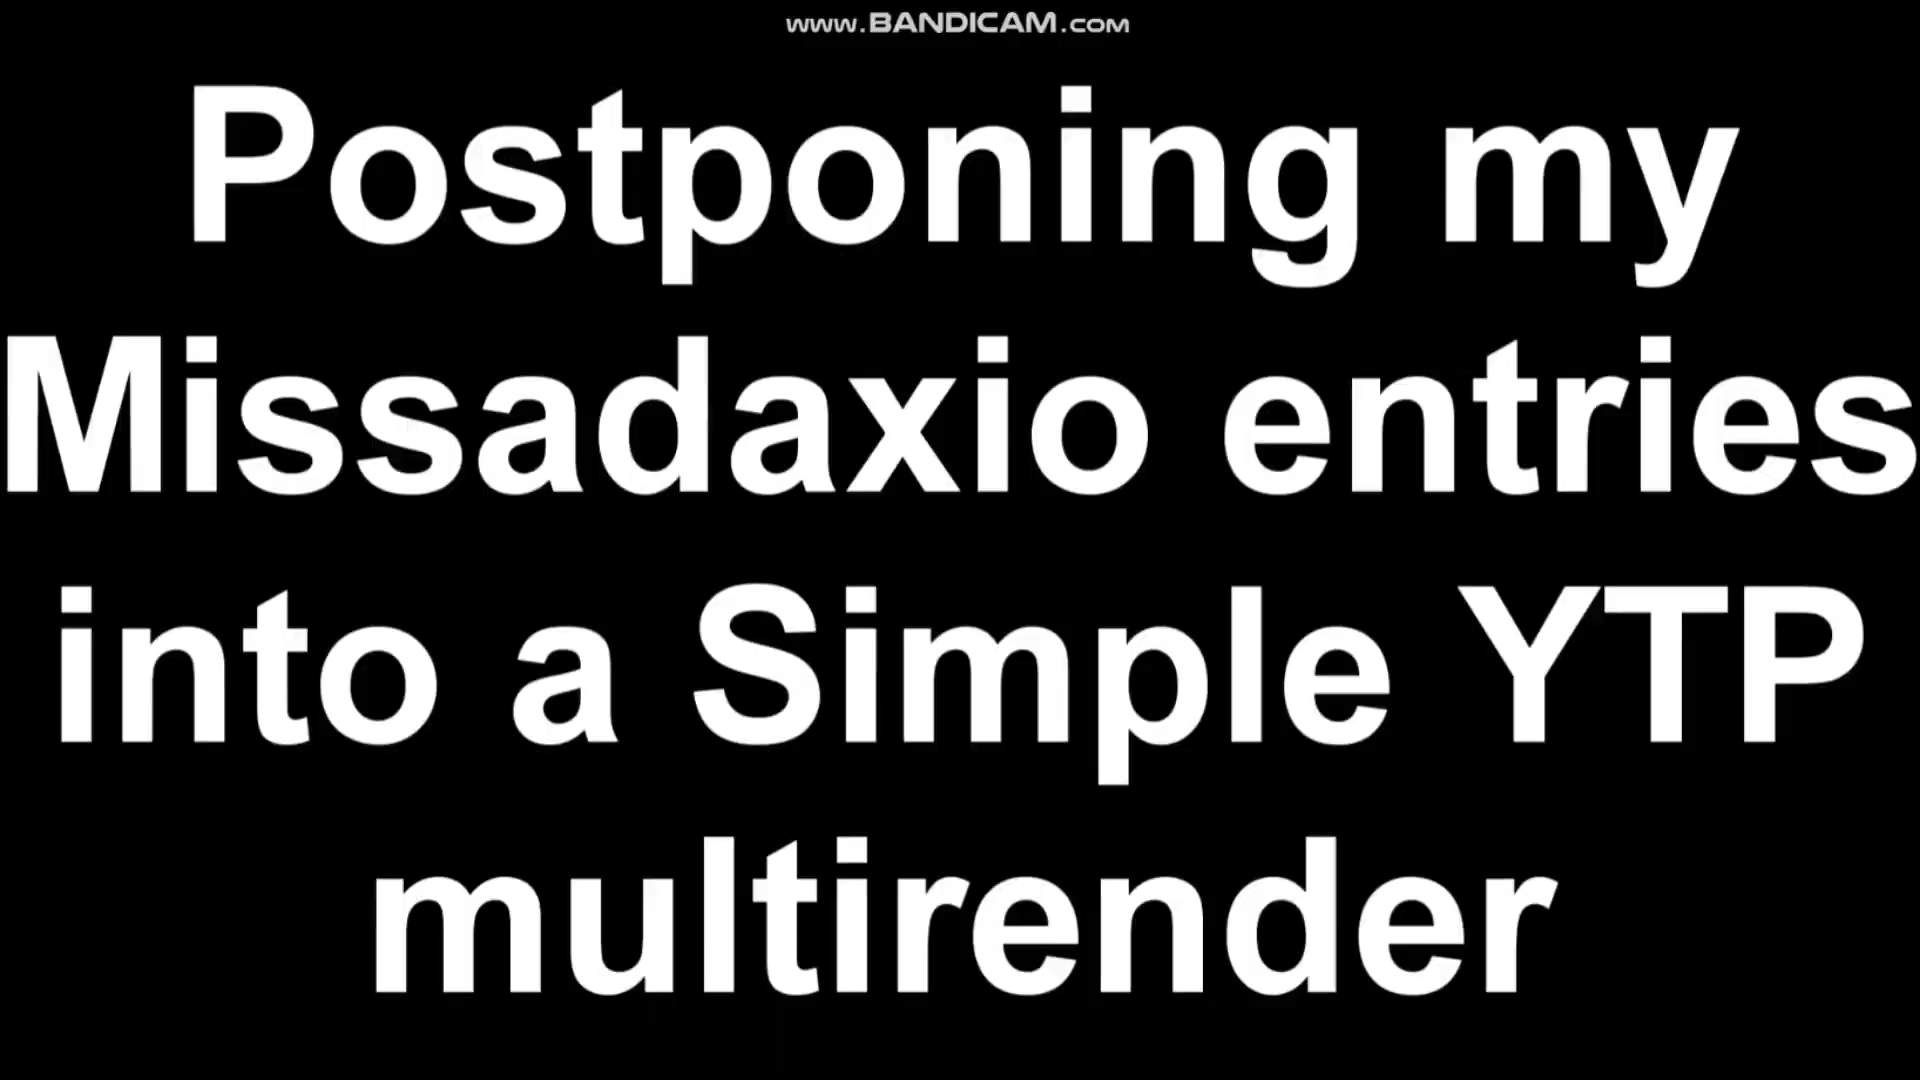 www.BANDICAM.com
Postponing my
Missadaxio entries
into a Simple YTP
multirender